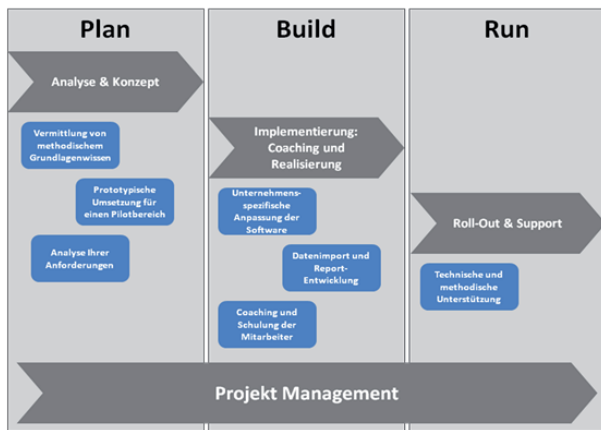 Plan
Analyse & Konzept
Vermittlung von
methodischem
Grundlagenwissen
Prototypische
Umsetzung für
einen Pilotbereich
Analyse Ihrer
Anforderungen
Build
Implementierung:
Coaching und
Realisierung
Unternehmens-
spezifische
Anpassung der
Software
Datenimport und
Report-
Entwicklung
Coaching und
Schulung der
Mitarbeiter
Run
Roll-Out & Support
Technische und
methodische
Unterstützung
Projekt Management